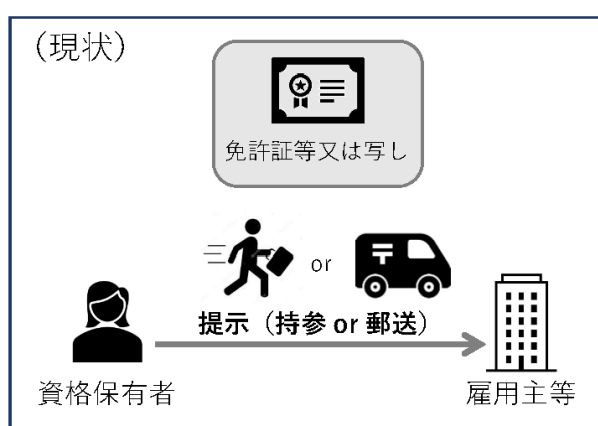 （現状）
免許証等又は写し
or
提示（持参 or 郵送）
資格保有者
雇用主等